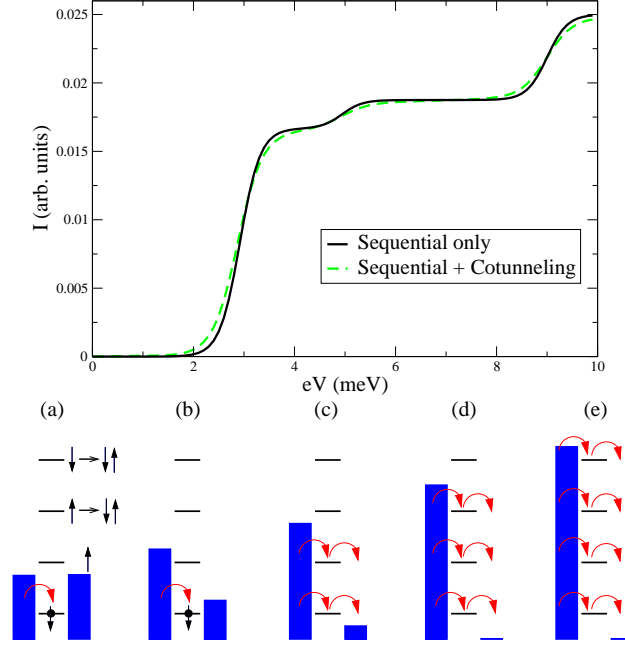 0.025
0.02
0.015
0.01
0.005
0
I (arb. units)
Sequential only
Sequential + Cotunneling
0 2 4 6 8 10
eV (meV)
(a) (b) (c) (d) (e)